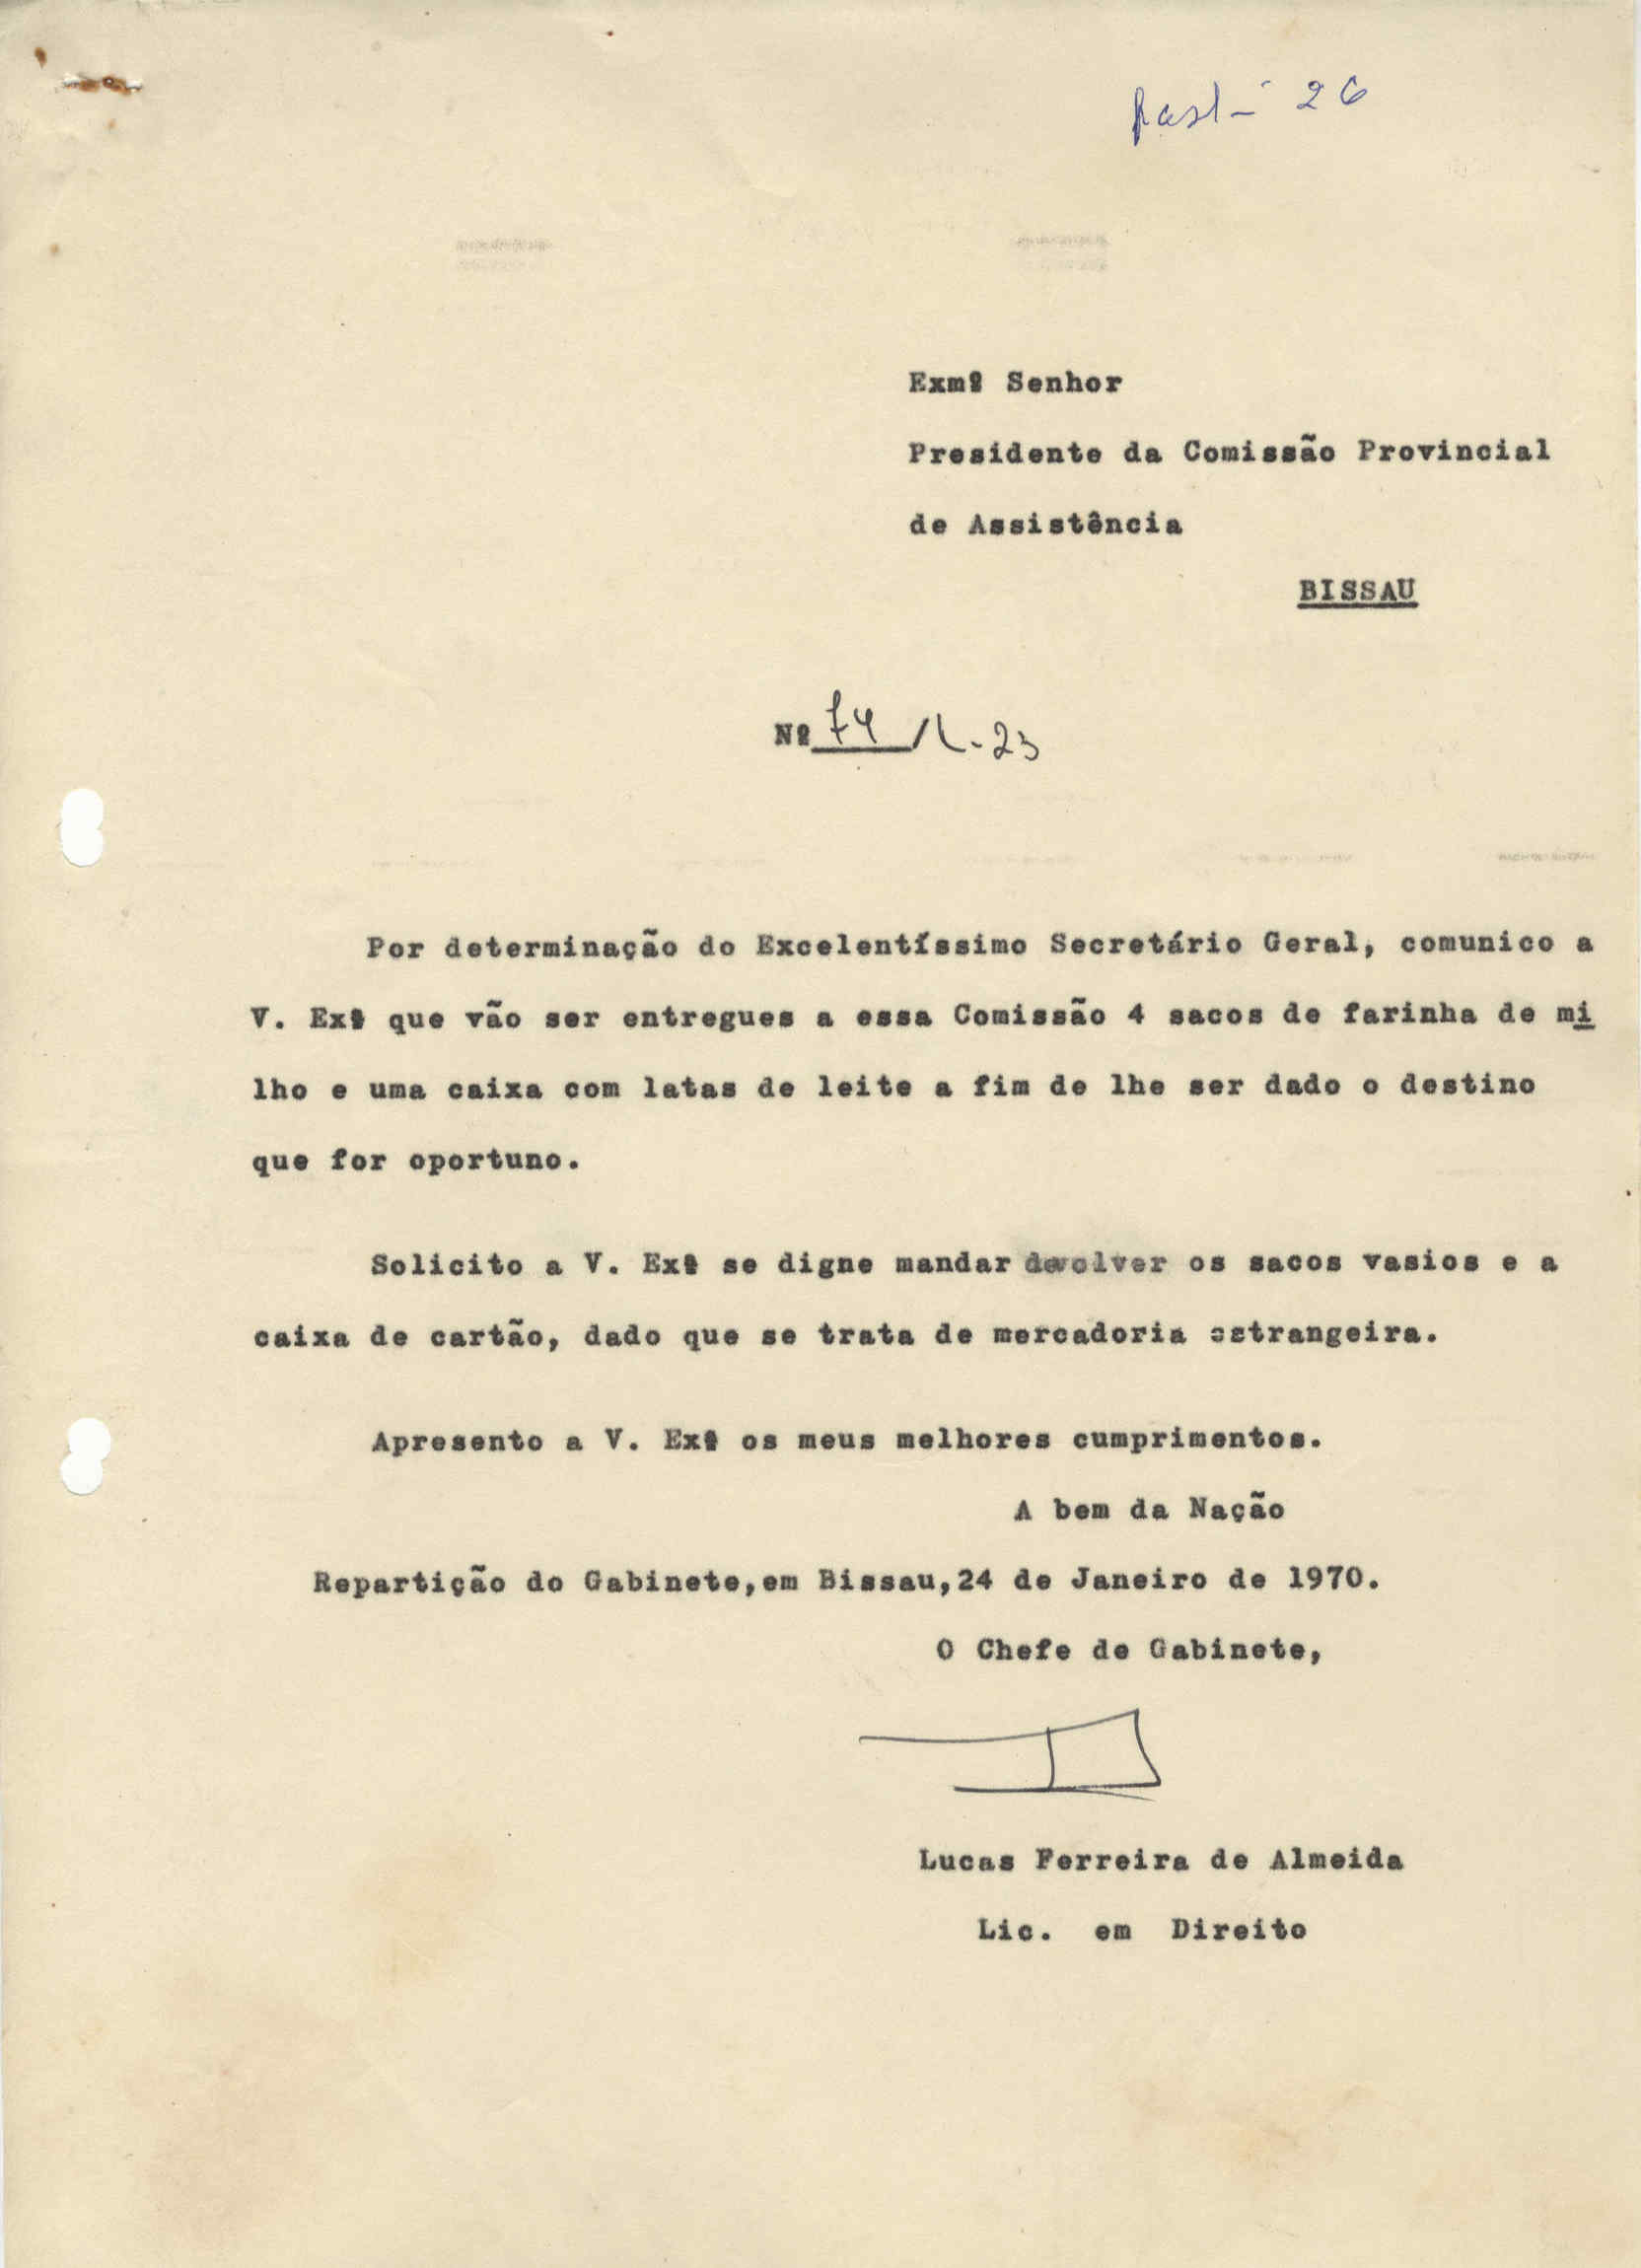 26
Exmº Senhor
Presidente da Comissão Provincial
de Assistência
BISSAU
Nº 74 /L-23
Por determinação do Excelentíssimo Secretário Geral, comunico a
V. Exª que vão ser entregues a essa Comissão 4 sacos de farinha de mi
lho e uma caixa com latas de leite a fim de lhe ser dado o destino
que for oportuno.
Solicito a V. Exª se digne mandar devolver os sacos vasios e a
caixa de cartão, dado que se trata de mercadoria estrangeira.
Apresento a V. Exª os meus melhores cumprimentos.
A bem da Nação
Repartição do Gabinete,em Bissau,24 de Janeiro de 1970.
O Chefe de Gabinete,
Lucas Ferreira de Almeida
Lic. em Direito